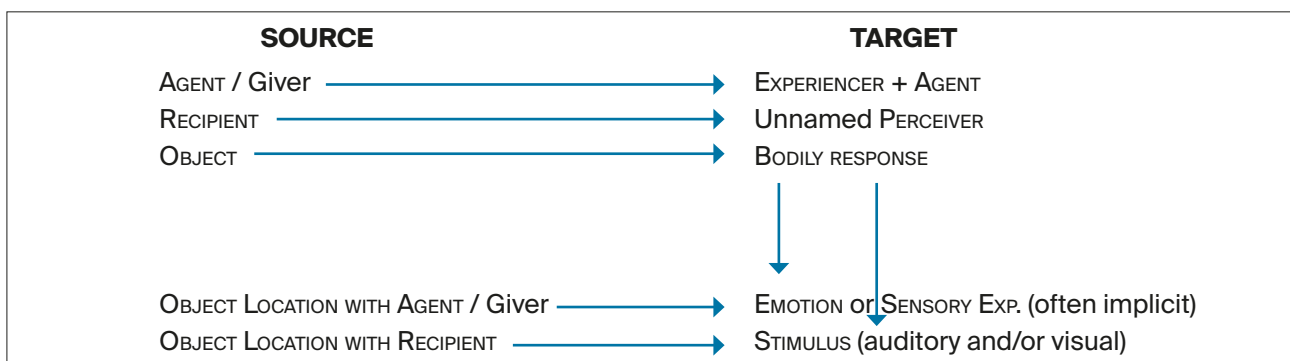 SOURCE TARGET
AGENT / Giver EXPERIENCER + AGENT
RECIPIENT Unnamed PERCEIVER
OBJECT BODILY RESPONSE
OBJECT LOCATION WITH AGENT / Giver EMOTION or SENSORY EXP. (often implicit)
OBJECT LOCATION WITH RECIPIENT STIMULUS (auditory and/or visual)